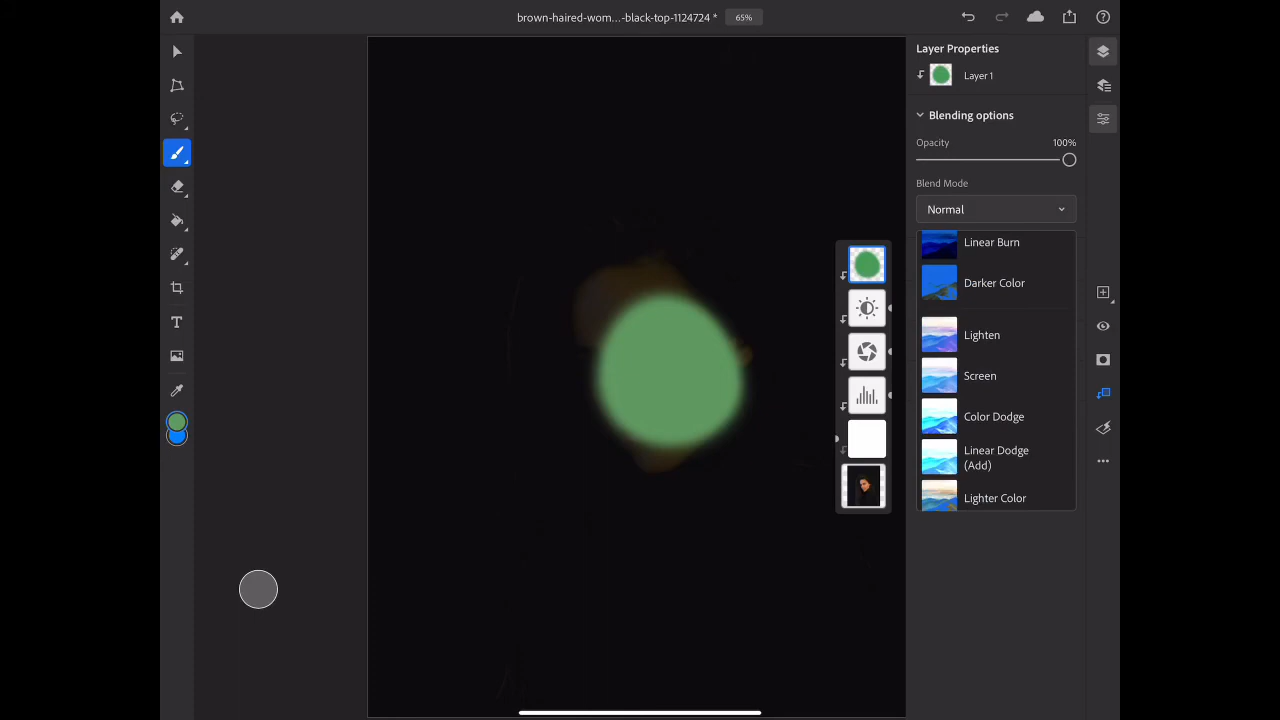 brown-haired-wom...-black-top-1124724 *
65%
Layer Properties
Layer 1
Blending options
Opacity
100%
Blend Mode
Normal
Linear Burn
Darker Color
Lighten
Screen
Color Dodge
Linear Dodge
(Add)
Lighter Color